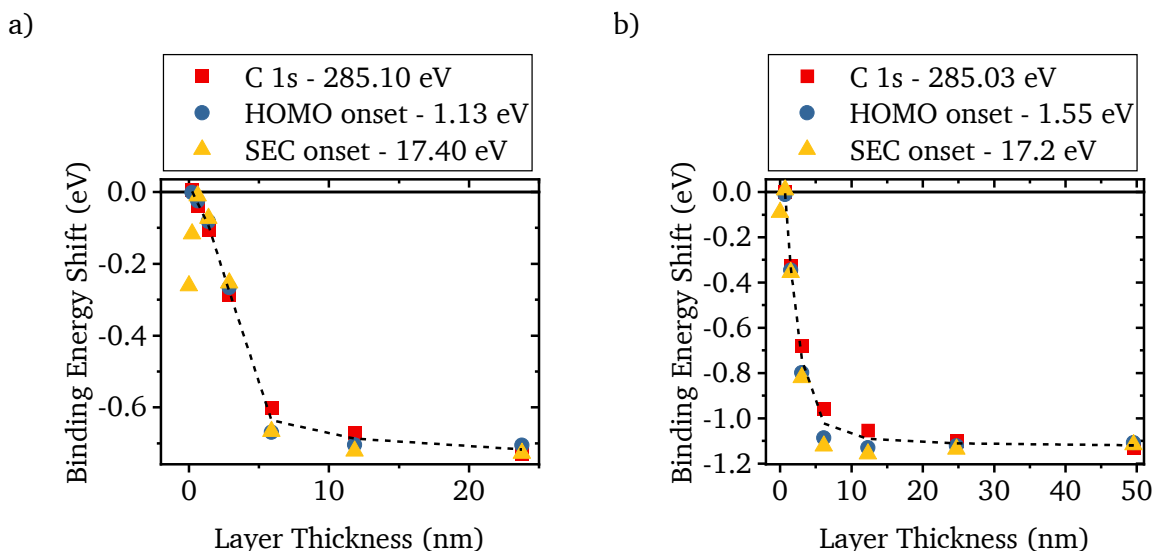 a)
C 1s - 285.10 eV
HOMO onset - 1.13 eV
SEC onset - 17.40 eV
0.0
-0.2
-0.4
-0.6
Binding Energy Shift (eV)
0
10
20
Layer Thickness (nm)
b)
C 1s - 285.03 eV
HOMO onset - 1.55 eV
SEC onset - 17.2 eV
0.0
-0.2
-0.4
-0.6
-0.8
-1.0
-1.2
Binding Energy Shift (eV)
0
10
20
30
40
50
Layer Thickness (nm)